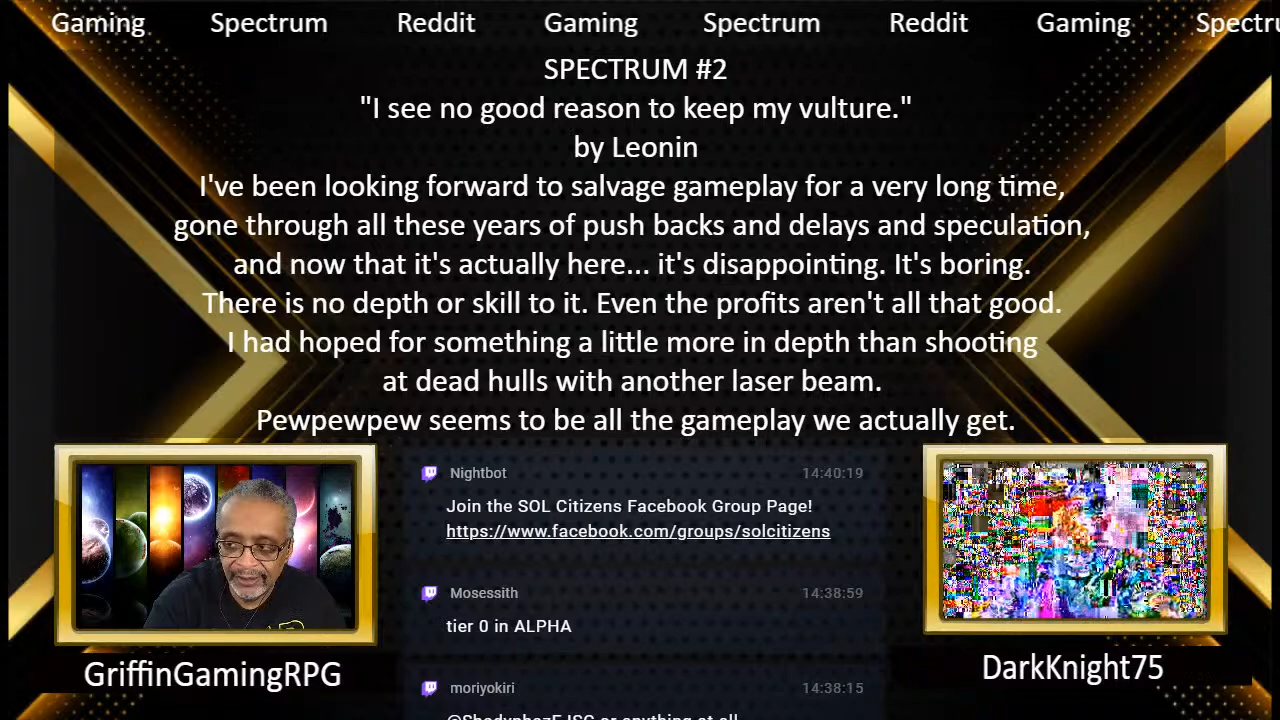 Gaming Spectrum Reddit Gaming Spectrum Reddit Gaming Spectru
SPECTRUM #2
"I see no good reason to keep my vulture."
by Leonin
I've been looking forward to salvage gameplay for a very long time,
gone through all these years of push backs and delays and speculation,
and now that it's actually here... it's disappointing. It's boring.
There is no depth or skill to it. Even the profits aren't all that good.
I had hoped for something a little more in depth than shooting
at dead hulls with another laser beam.
Pewpewpew seems to be all the gameplay we actually get.
Nightbot 14:40:19
Join the SOL Citizens Facebook Group Page!
https://www.facebook.com/groups/solcitizens
Mosessith 14:38:59
tier 0 in ALPHA
moriyokiri 14:38:15
or anything at all
GriffinGamingRPG
DarkKnight75